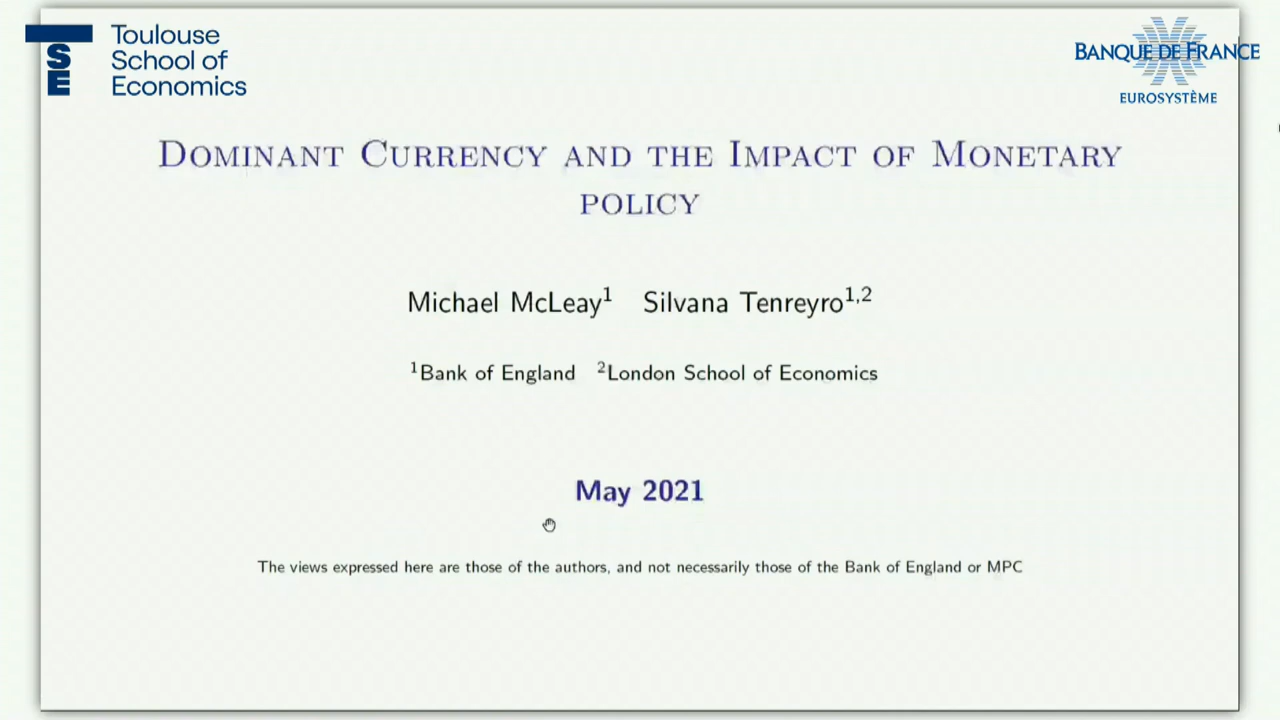 Toulouse
School of
Economics
TSE
BANQUE DE FRANCE
EUROSYSTÈME
DOMINANT CURRENCY AND THE IMPACT OF MONETARY
POLICY
Michael McLeay¹ Silvana Tenreyro¹,²
¹Bank of England ²London School of Economics
May 2021
The views expressed here are those of the authors, and not necessarily those of the Bank of England or MPC